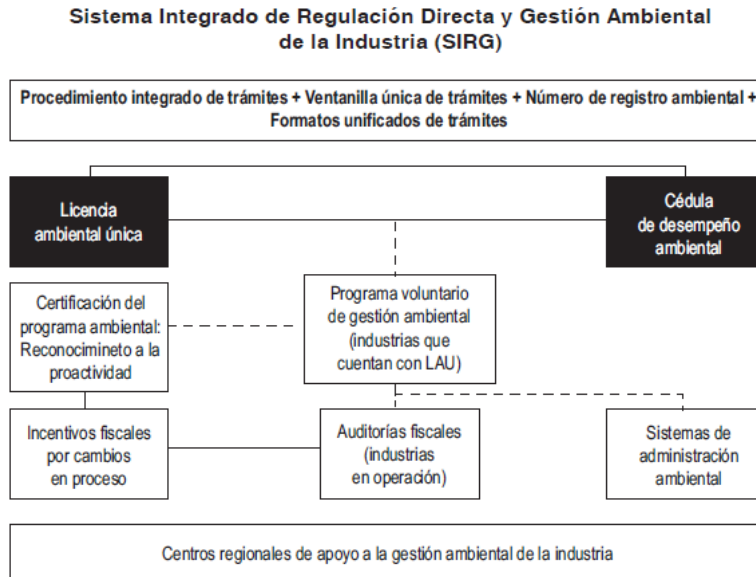 Sistema Integrado de Regulación Directa y Gestión Ambiental
de la Industria (SIRG)
Procedimiento integrado de trámites + Ventanilla única de trámites + Número de registro ambiental +
Formatos unificados de trámites
Licencia
ambiental única
Cédula
de desempeño
ambiental
Certificación del
programa ambiental:
Reconocimineto a la
proactividad
Programa voluntario
de gestión ambiental
(industrias que
cuentan con LAU)
Incentivos fiscales
por cambios
en proceso
Auditorías fiscales
(industrias
en operación)
Sistemas de
administración
ambiental
Centros regionales de apoyo a la gestión ambiental de la industria